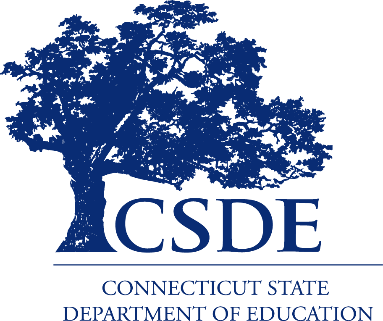 CSDE
CONNECTICUT STATE
DEPARTMENT OF EDUCATION